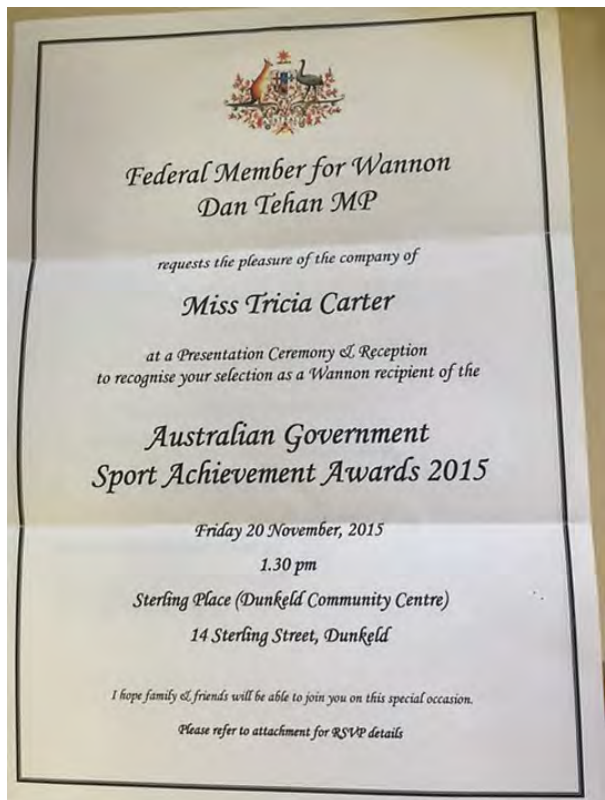 Federal Member for Wannon
Dan Tehan MP
requests the pleasure of the company of
Miss Tricia Carter
at a Presentation Ceremony & Reception
to recognise your selection as a Wannon recipient of the
Australian Government
Sport Achievement Awards 2015
Friday 20 November, 2015
1.30 pm
Sterling Place (Dunkeld Community Centre)
14 Sterling Street, Dunkeld
I hope family & friends will be able to join you on this special occasion.
Please refer to attachment for RSVP details